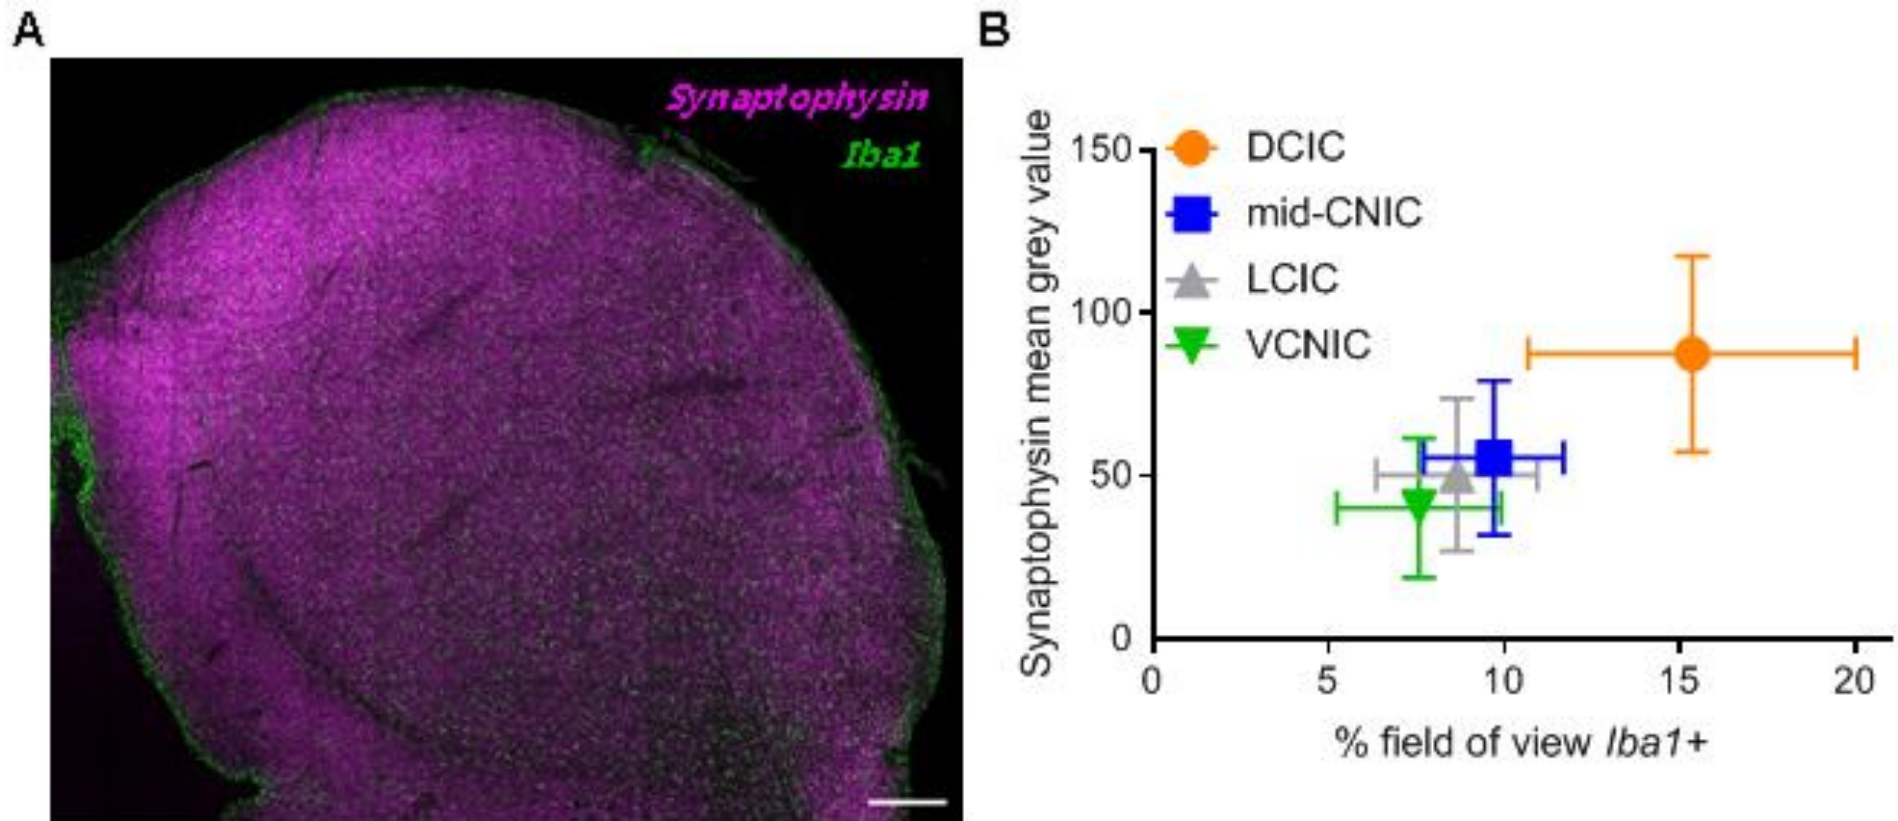 A
B
Synaptophysin
Iba1
Synaptophysin mean grey value
150
100
50
0
DCIC
mid-CNIC
LCIC
VCNIC
0 5 10 15 20
% field of view Iba1+